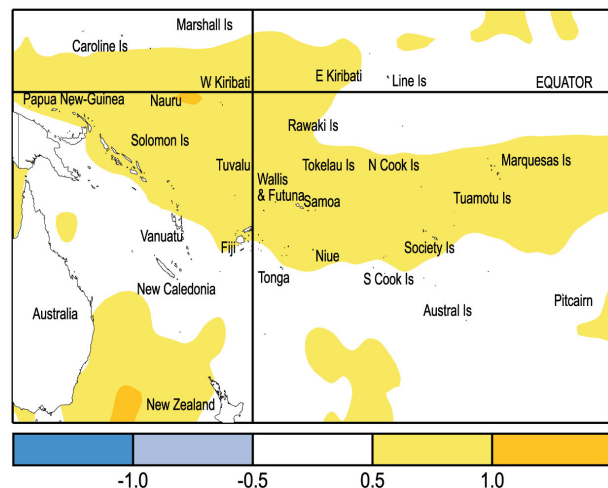 Marshall Is
Caroline Is
W Kiribati
E Kiribati
Line Is
EQUATOR
Papua New-Guinea
Nauru
Rawaki Is
Solomon Is
Tuvalu
Tokelau Is
N Cook Is
Marquesas Is
Wallis
& Futuna
Samoa
Tuamotu Is
Vanuatu
Fiji
Niue
Society Is
Tonga
S Cook Is
New Caledonia
Pitcairn
Australia
Austral Is
New Zealand
-1.0
-0.5
0.5
1.0